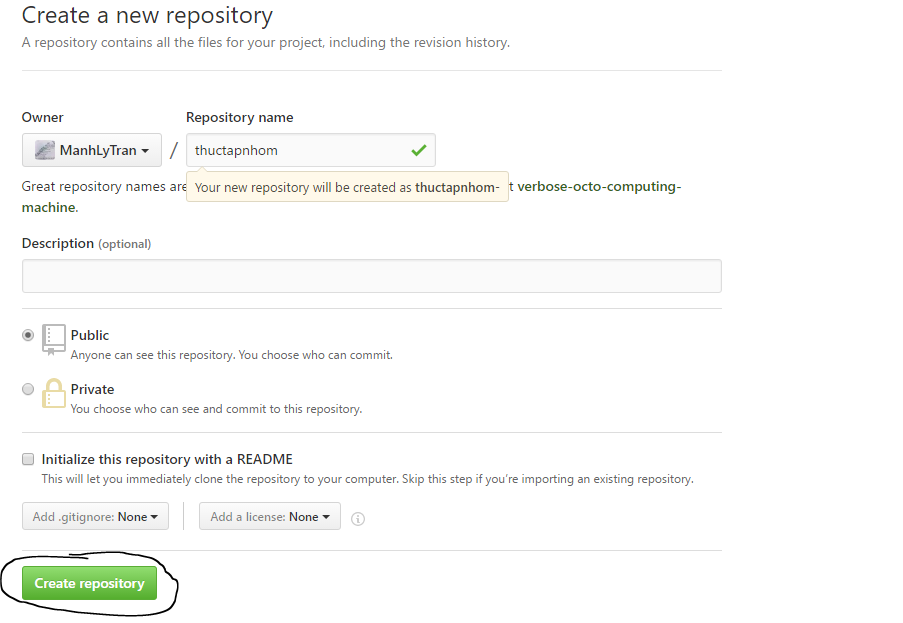 Create a new repository
A repository contains all the files for your project, including the revision history.
Owner
Repository name
ManhLyTran
/
thuctapnhom
Great repository names are
Your new repository will be created as thuctapnhom-
t verbose-octo-computing-
machine.
Description (optional)
Public
Anyone can see this repository. You choose who can commit.
Private
You choose who can see and commit to this repository.
Initialize this repository with a README
This will let you immediately clone the repository to your computer. Skip this step if you’re importing an existing repository.
Add .gitignore: None
Add a license: None
Create repository